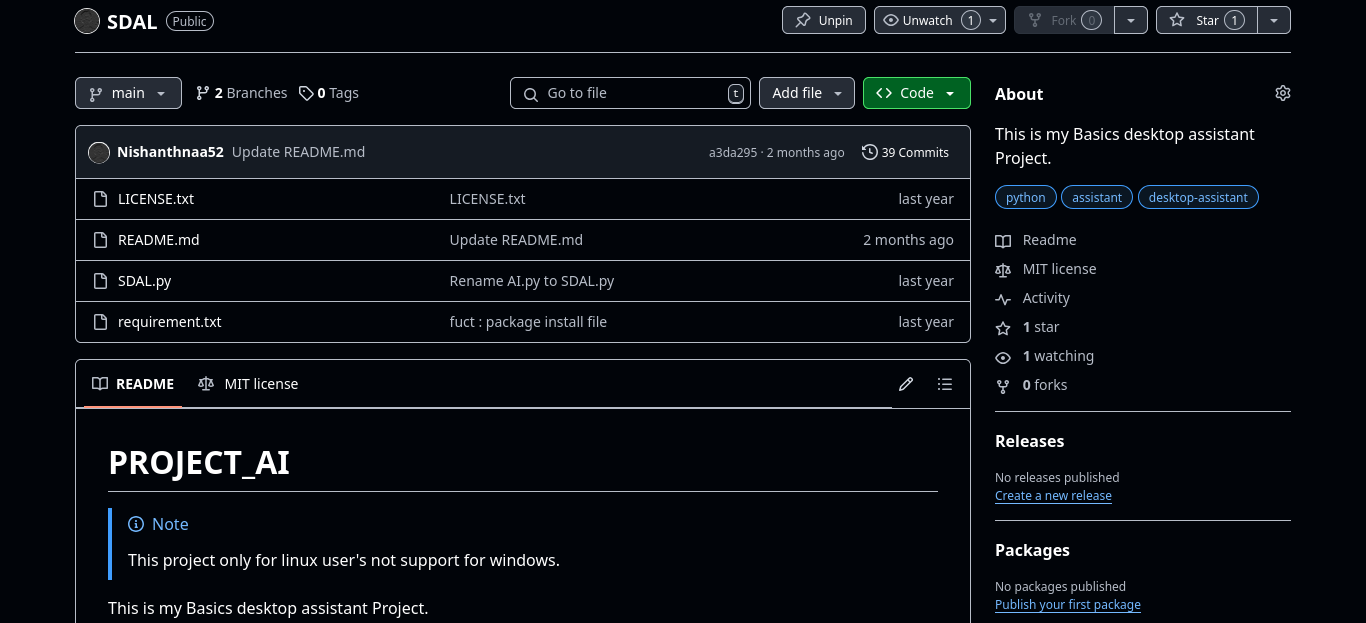 SDAL Public Unpin Unwatch 1 Fork 0 Star 1
main 2 Branches 0 Tags Go to file t Add file Code
Nishanthnaa52 Update README.md a3da295 · 2 months ago 39 Commits
LICENSE.txt LICENSE.txt last year
README.md Update README.md 2 months ago
SDAL.py Rename AI.py to SDAL.py last year
requirement.txt fuct : package install file last year
README MIT license
PROJECT_AI
Note
This project only for linux user's not support for windows.
This is my Basics desktop assistant Project.
About
This is my Basics desktop assistant
Project.
python assistant desktop-assistant
Readme
MIT license
Activity
1 star
1 watching
0 forks
Releases
No releases published
Create a new release
Packages
No packages published
Publish your first package